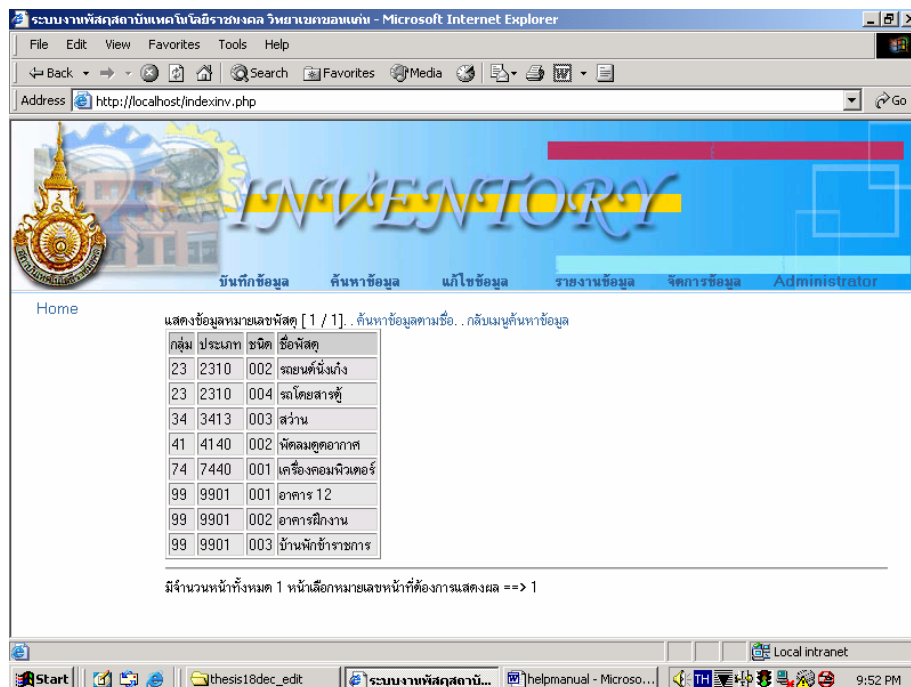 ระบบงานพัสดุสถาบันเทคโนโลยีราชมงคล วิทยาเขตขอนแก่น - Microsoft Internet Explorer
File Edit View Favorites Tools Help
Back Search Favorites Media
Address http://localhost/indexinv.php Go
INVENTORY
บันทึกข้อมูล ค้นหาข้อมูล แก้ไขข้อมูล รายงานข้อมูล จัดการข้อมูล Administrator
Home
แสดงข้อมูลหมายเลขพัสดุ [ 1 / 1]. . ค้นหาข้อมูลตามชื่อ. . กลับเมนูค้นหาข้อมูล
กลุ่ม ประเภท ชนิด ชื่อพัสดุ
23 2310 002 รถยนต์นั่งเก๋ง
23 2310 004 รถโดยสารตู้
34 3413 003 สว่าน
41 4140 002 พัดลมดูดอากาศ
74 7440 001 เครื่องคอมพิวเตอร์
99 9901 001 อาคาร 12
99 9901 002 อาคารฝึกงาน
99 9901 003 บ้านพักข้าราชการ
มีจำนวนหน้าทั้งหมด 1 หน้าเลือกหมายเลขหน้าที่ต้องการแสดงผล ==> 1
Local intranet
Start thesis18dec_edit ระบบงานพัสดุสถาบั... helpmanual - Microso... TH 9:52 PM